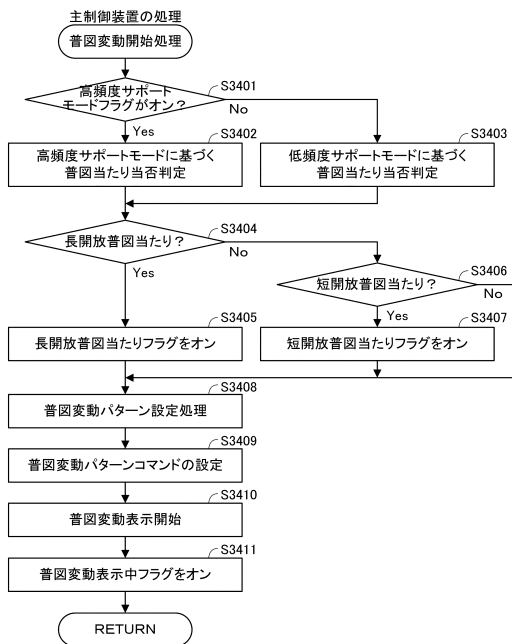 主制御装置の処理
普図変動開始処理
S3401
高頻度サポート
モードフラグがオン？
No
Yes
S3402
高頻度サポートモードに基づく
普図当たり当否判定
S3403
低頻度サポートモードに基づく
普図当たり当否判定
S3404
長開放普図当たり？
No
Yes
S3406
短開放普図当たり？
No
Yes
S3405
長開放普図当たりフラグをオン
S3407
短開放普図当たりフラグをオン
S3408
普図変動パターン設定処理
S3409
普図変動パターンコマンドの設定
S3410
普図変動表示開始
S3411
普図変動表示中フラグをオン
RETURN